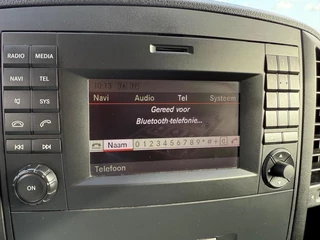 RADIO MEDIA
NAVI TEL
SYS
Navi Audio Tel Systeem
Gereed voor
Bluetooth-telefonie...
Naam 0 1 2 3 4 5 6 7 8 9 * # +
Telefoon
ON